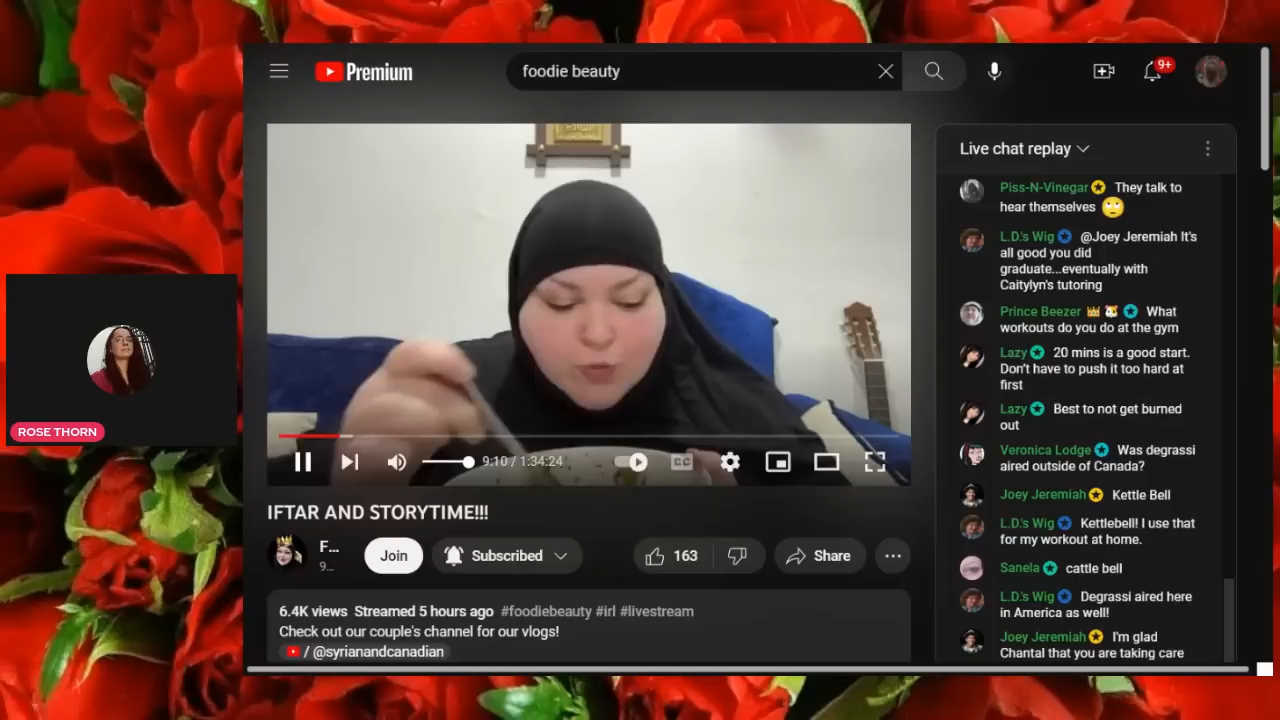 Premium
foodie beauty
9+
Live chat replay
Piss-N-Vinegar They talk to
hear themselves
L.D.'s Wig @Joey Jeremiah It's
all good you did
graduate...eventually with
Caitylyn's tutoring
Prince Beezer What
workouts do you do at the gym
Lazy 20 mins is a good start.
Don't have to push it too hard at
first
Lazy Best to not get burned
out
Veronica Lodge Was degrassi
aired outside of Canada?
Joey Jeremiah Kettle Bell
L.D.'s Wig Kettlebell! I use that
for my workout at home.
Sanela cattle bell
L.D.'s Wig Degrassi aired here
in America as well!
Joey Jeremiah I'm glad
Chantal that you are taking care
ROSE THORN
9:10 / 1:34:24
CC
IFTAR AND STORYTIME!!!
F...
9...
Join
Subscribed
163
Share
6.4K views Streamed 5 hours ago #foodiebeauty #irl #livestream
Check out our couple's channel for our vlogs!
/ @syrianandcanadian